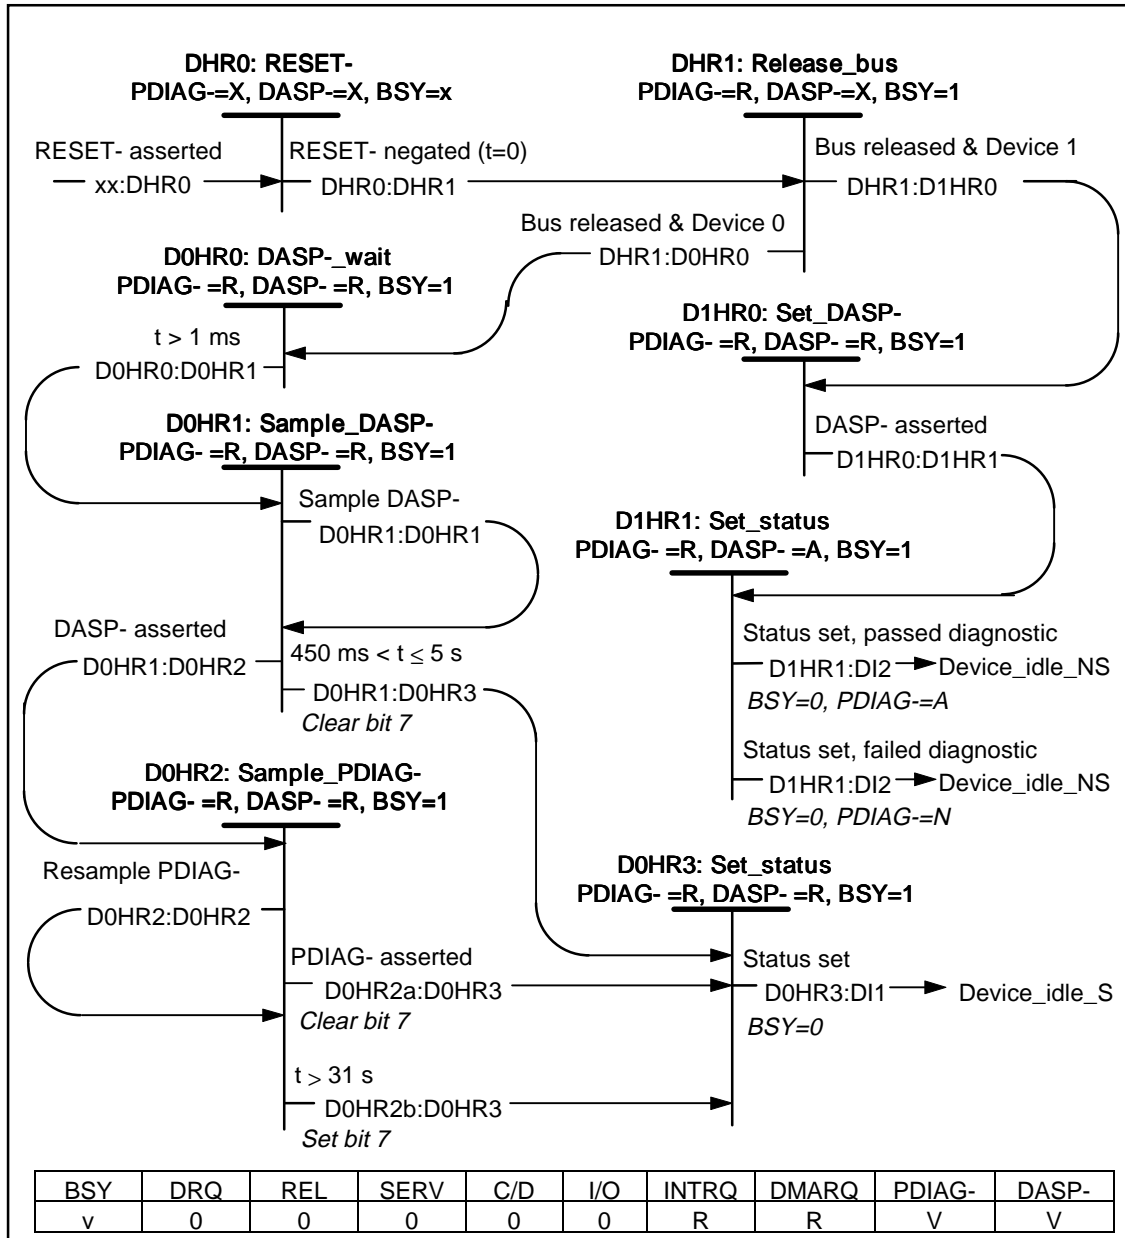 DHR0: RESET-
PDIAG-=X, DASP-=X, BSY=x
RESET- asserted
xx:DHR0
RESET- negated (t=0)
DHR0:DHR1
DHR1: Release_bus
PDIAG-=R, DASP-=X, BSY=1
Bus released & Device 1
DHR1:D1HR0
Bus released & Device 0
DHR1:D0HR0
D0HR0: DASP-_wait
PDIAG- =R, DASP- =R, BSY=1
t > 1 ms
D0HR0:D0HR1
D1HR0: Set_DASP-
PDIAG- =R, DASP- =R, BSY=1
DASP- asserted
D1HR0:D1HR1
D0HR1: Sample_DASP-
PDIAG- =R, DASP- =R, BSY=1
Sample DASP-
D0HR1:D0HR1
DASP- asserted
D0HR1:D0HR2
450 ms < t ≤ 5 s
D0HR1:D0HR3
Clear bit 7
D1HR1: Set_status
PDIAG- =R, DASP- =A, BSY=1
Status set, passed diagnostic
D1HR1:DI2 Device_idle_NS
BSY=0, PDIAG-=A
Status set, failed diagnostic
D1HR1:DI2 Device_idle_NS
BSY=0, PDIAG-=N
D0HR2: Sample_PDIAG-
PDIAG- =R, DASP- =R, BSY=1
Resample PDIAG-
D0HR2:D0HR2
PDIAG- asserted
D0HR2a:D0HR3
Clear bit 7
t > 31 s
D0HR2b:D0HR3
Set bit 7
D0HR3: Set_status
PDIAG- =R, DASP- =R, BSY=1
Status set
D0HR3:DI1 Device_idle_S
BSY=0
BSY DRQ REL SERV C/D I/O INTRQ DMARQ PDIAG- DASP-
v 0 0 0 0 0 R R V V